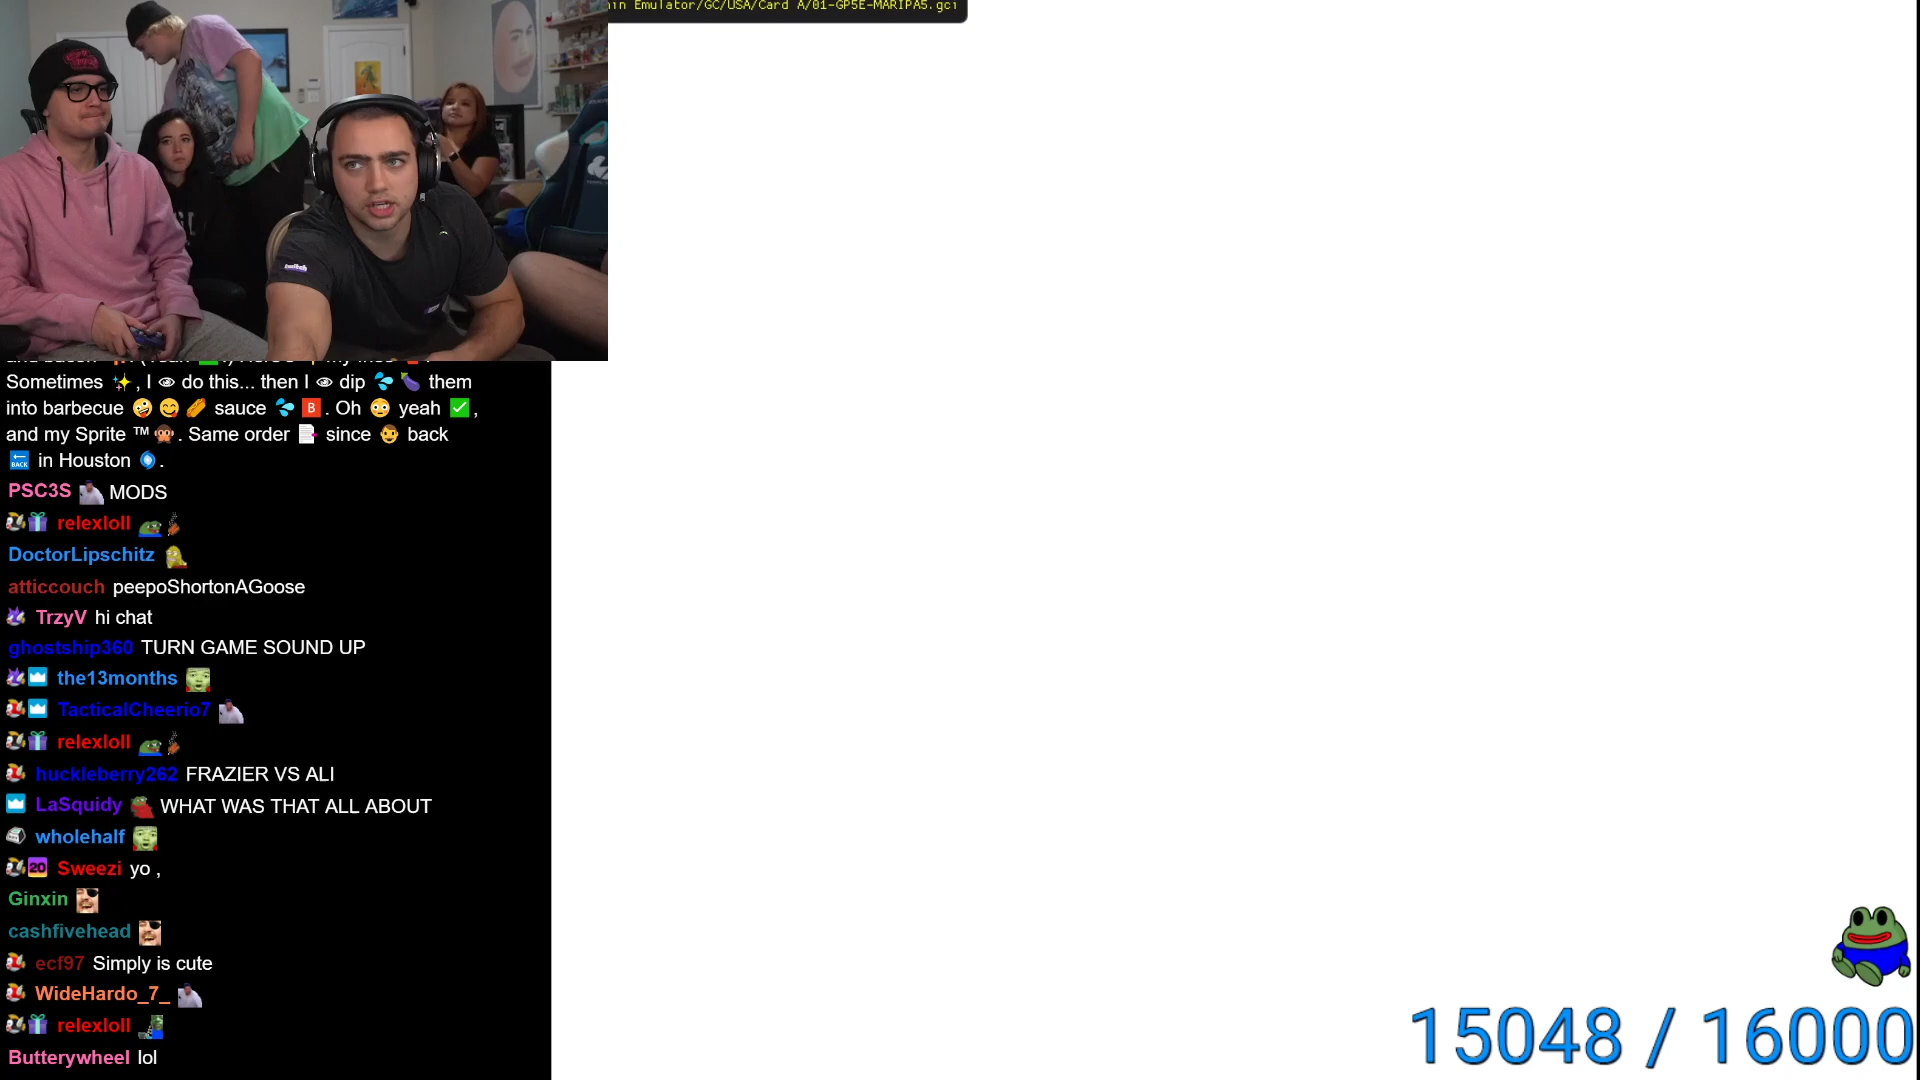 in Emulator/GC/USA/Card A/01-GP5E-MARIPA5.gci
Sometimes ✨, I 👁 do this... then I 👁 dip 💦 🍆 them
into barbecue 🤪 😋 🌭 sauce 💦 🅱. Oh 😳 yeah ✅,
and my Sprite ™🙊. Same order 📑 since 👨 back
🔙 in Houston 🌀.
PSC3S MODS
relexloll
DoctorLipschitz
atticcouch peepoShortonAGoose
TrzyV hi chat
ghostship360 TURN GAME SOUND UP
the13months
TacticalCheerio7
relexloll
huckleberry262 FRAZIER VS ALI
LaSquidy WHAT WAS THAT ALL ABOUT
wholehalf
20 Sweezi yo ,
Ginxin
cashfivehead
ecf97 Simply is cute
WideHardo_7_
relexloll
Butterywheel lol
15048 / 16000